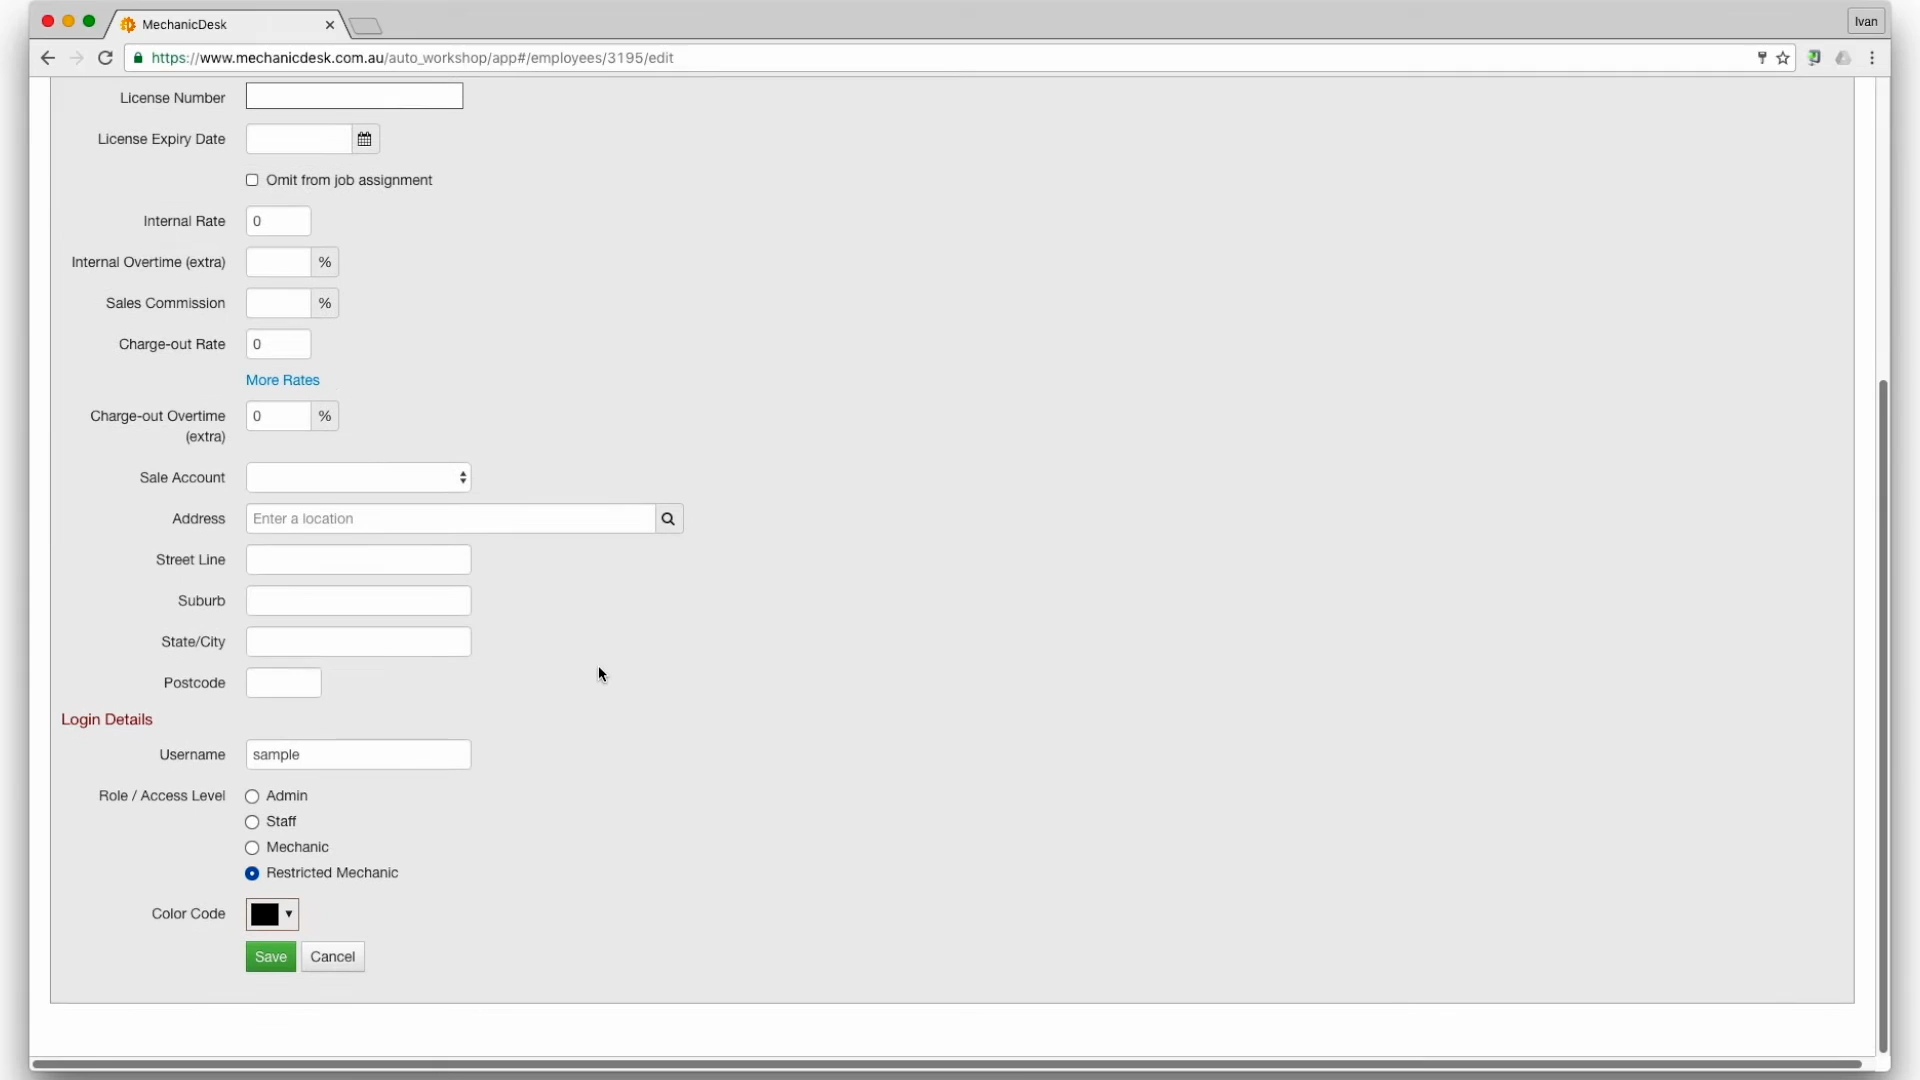 MechanicDesk
Ivan
https://www.mechanicdesk.com.au/auto_workshop/app#/employees/3195/edit
License Number
License Expiry Date
Omit from job assignment
Internal Rate 0
Internal Overtime (extra) %
Sales Commission %
Charge-out Rate 0
More Rates
Charge-out Overtime 0 %
(extra)
Sale Account
Address Enter a location
Street Line
Suburb
State/City
Postcode
Login Details
Username sample
Role / Access Level Admin
Staff
Mechanic
Restricted Mechanic
Color Code
Save Cancel